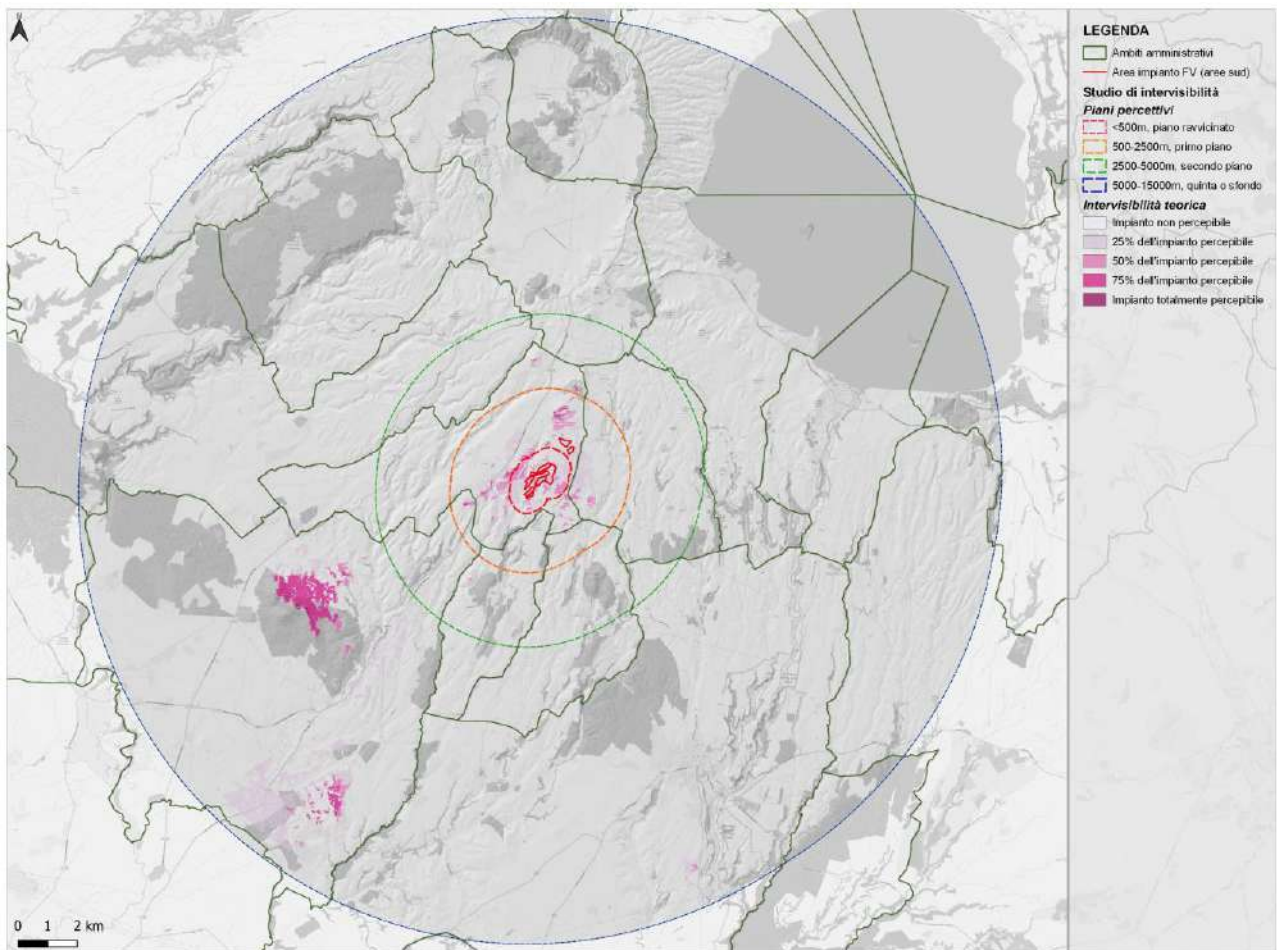 N
LEGENDA
Ambiti amministrativi
Area impianto FV (aree sud)
Studio di intervisibilità
Piani percettivi
<500m, piano ravvicinato
500-2500m, primo piano
2500-5000m, secondo piano
5000-15000m, quinta o sfondo
Intervisibilità teorica
Impianto non percepibile
25% dell'impianto percepibile
50% dell'impianto percepibile
75% dell'impianto percepibile
Impianto totalmente percepibile
0 1 2 km